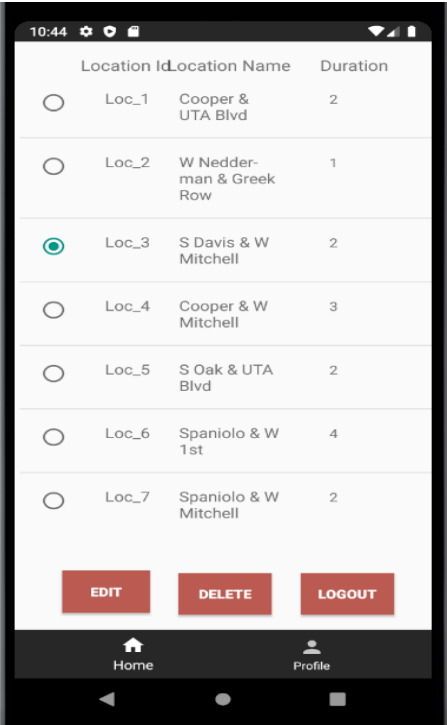 10:44
Location Id Location Name Duration
Loc_1 Cooper & 2
UTA Blvd
Loc_2 W Nedder- 1
man & Greek
Row
Loc_3 S Davis & W 2
Mitchell
Loc_4 Cooper & W 3
Mitchell
Loc_5 S Oak & UTA 2
Blvd
Loc_6 Spaniolo & W 4
1st
Loc_7 Spaniolo & W 2
Mitchell
EDIT DELETE LOGOUT
Home Profile